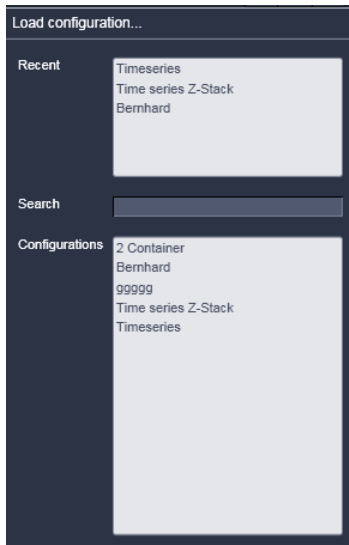 Load configuration...
Recent
Timeseries
Time series Z-Stack
Bernhard
Search
Configurations
2 Container
Bernhard
ggggg
Time series Z-Stack
Timeseries